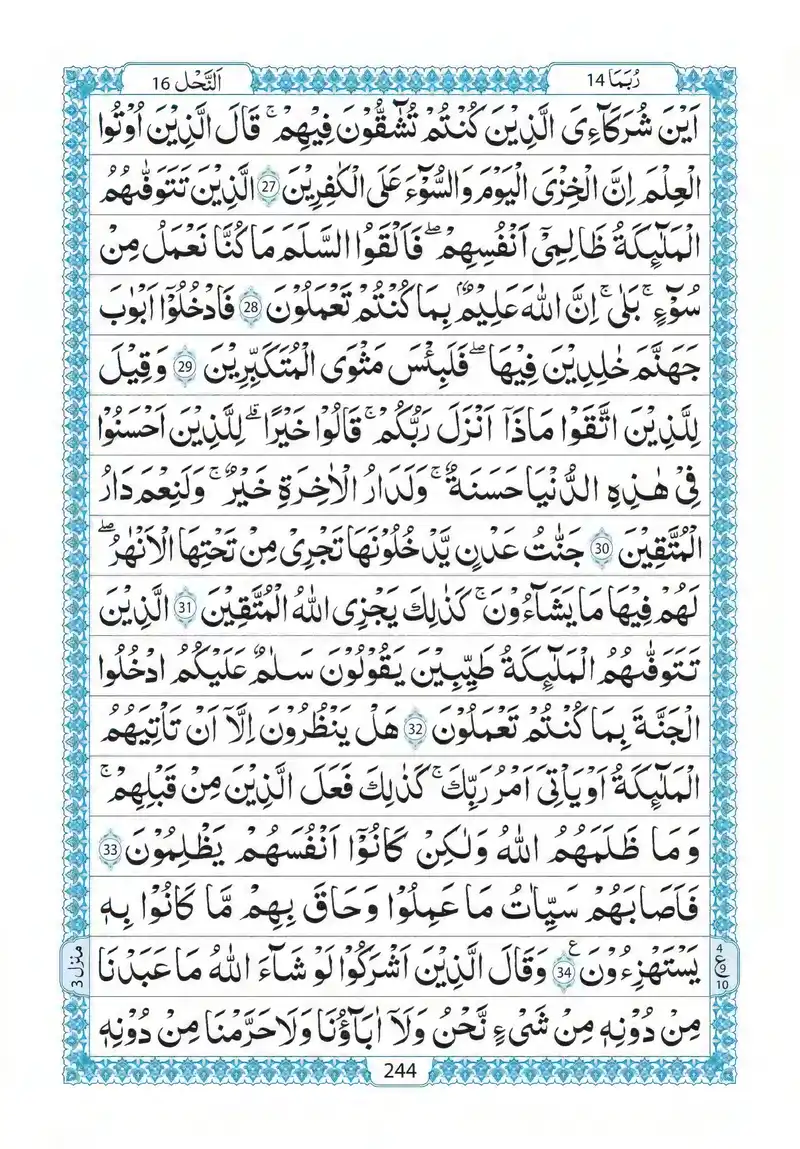 رُبَمَا 14
اَلنَّحْل 16
اَيْنَ شُرَكَآءِىَ الَّذِيْنَ كُنْتُمْ تُشَآقُّوْنَ فِيْهِمْ ۚ قَالَ الَّذِيْنَ اُوْتُوا
الْعِلْمَ اِنَّ الْخِزْىَ الْيَوْمَ وَالسُّوْٓءَ عَلَى الْكٰفِرِيْنَ 27 الَّذِيْنَ تَتَوَفّٰىهُمُ
الْمَلٰٓئِكَةُ ظَالِمِىْٓ اَنْفُسِهِمْ ۖ فَاَلْقَوُا السَّلَمَ مَا كُنَّا نَعْمَلُ مِنْ
سُوْٓءٍ ؕ بَلٰٓى ۚ اِنَّ اللّٰهَ عَلِيْمٌۢ بِمَا كُنْتُمْ تَعْمَلُوْنَ 28 فَادْخُلُوْٓا اَبْوَابَ
جَهَنَّمَ خٰلِدِيْنَ فِيْهَا ۖ فَلَبِئْسَ مَثْوَى الْمُتَكَبِّرِيْنَ 29 وَقِيْلَ
لِلَّذِيْنَ اتَّقَوْا مَاذَآ اَنْزَلَ رَبُّكُمْ ۚ قَالُوْا خَيْرًا ۗ لِلَّذِيْنَ اَحْسَنُوْا
فِىْ هٰذِهِ الدُّنْيَا حَسَنَةٌ ۚ وَلَدَارُ الْاٰخِرَةِ خَيْرٌ ۚ وَلَنِعْمَ دَارُ
الْمُتَّقِيْنَ 30 جَنّٰتُ عَدْنٍ يَّدْخُلُوْنَهَا تَجْرِىْ مِنْ تَحْتِهَا الْاَنْهٰرُ ۖ
لَهُمْ فِيْهَا مَا يَشَآءُوْنَ ۚ كَذٰلِكَ يَجْزِى اللّٰهُ الْمُتَّقِيْنَ 31 الَّذِيْنَ
تَتَوَفّٰىهُمُ الْمَلٰٓئِكَةُ طَيِّبِيْنَ يَقُوْلُوْنَ سَلٰمٌ عَلَيْكُمُ ادْخُلُوا
الْجَنَّةَ بِمَا كُنْتُمْ تَعْمَلُوْنَ 32 هَلْ يَنْظُرُوْنَ اِلَّآ اَنْ تَاْتِيَهُمُ
الْمَلٰٓئِكَةُ اَوْ يَاْتِىَ اَمْرُ رَبِّكَ ۚ كَذٰلِكَ فَعَلَ الَّذِيْنَ مِنْ قَبْلِهِمْ ۚ
وَمَا ظَلَمَهُمُ اللّٰهُ وَلٰكِنْ كَانُوْٓا اَنْفُسَهُمْ يَظْلِمُوْنَ 33
فَاَصَابَهُمْ سَيِّاٰتُ مَا عَمِلُوْا وَحَاقَ بِهِمْ مَّا كَانُوْا بِهٖ
يَسْتَهْزِءُوْنَ 34 ع وَقَالَ الَّذِيْنَ اَشْرَكُوْا لَوْ شَآءَ اللّٰهُ مَا عَبَدْنَا
مِنْ دُوْنِهٖ مِنْ شَىْءٍ نَّحْنُ وَلَآ اٰبَآؤُنَا وَلَا حَرَّمْنَا مِنْ دُوْنِهٖ
4
ع
9
10
منزل 3
244